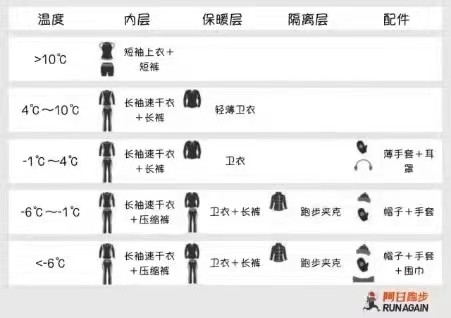 温度 内层 保暖层 隔离层 配件
>10℃ 短袖上衣＋
短裤
4℃～10℃ 长袖速干衣
＋长裤 轻薄卫衣
-1℃～4℃ 长袖速干衣
＋长裤 卫衣 薄手套＋耳
罩
-6℃～-1℃ 长袖速干衣
＋压缩裤 卫衣＋长裤 跑步夹克 帽子＋手套
<-6℃ 长袖速干衣
＋压缩裤 卫衣＋长裤 跑步夹克 帽子＋手套
＋围巾
阿日跑步
RUNAGAIN